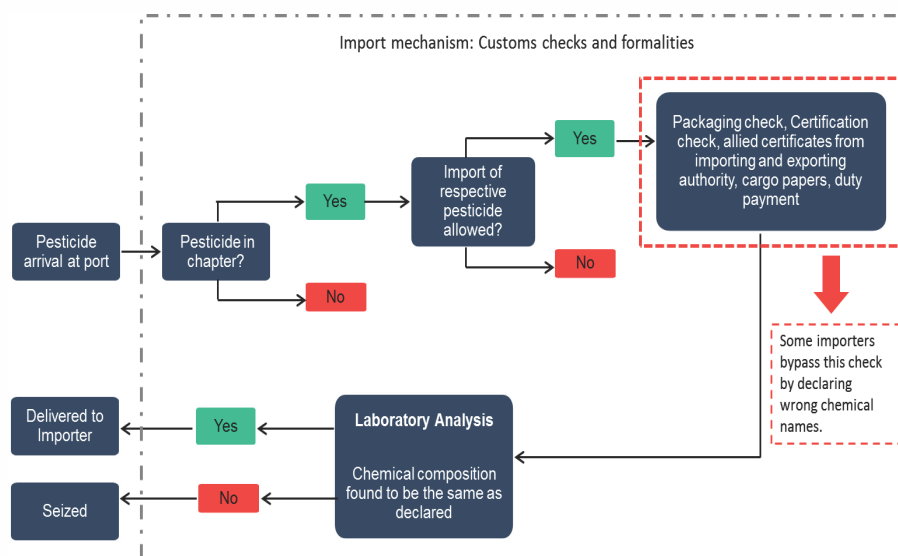 Import mechanism: Customs checks and formalities
Pesticide
arrival at port
Pesticide in
chapter?
Yes
No
Import of
respective
pesticide
allowed?
Yes
No
Packaging check, Certification
check, allied certificates from
importing and exporting
authority, cargo papers, duty
payment
Some importers
bypass this check
by declaring
wrong chemical
names.
Laboratory Analysis
Chemical composition
found to be the same as
declared
Yes
Delivered to
Importer
No
Seized